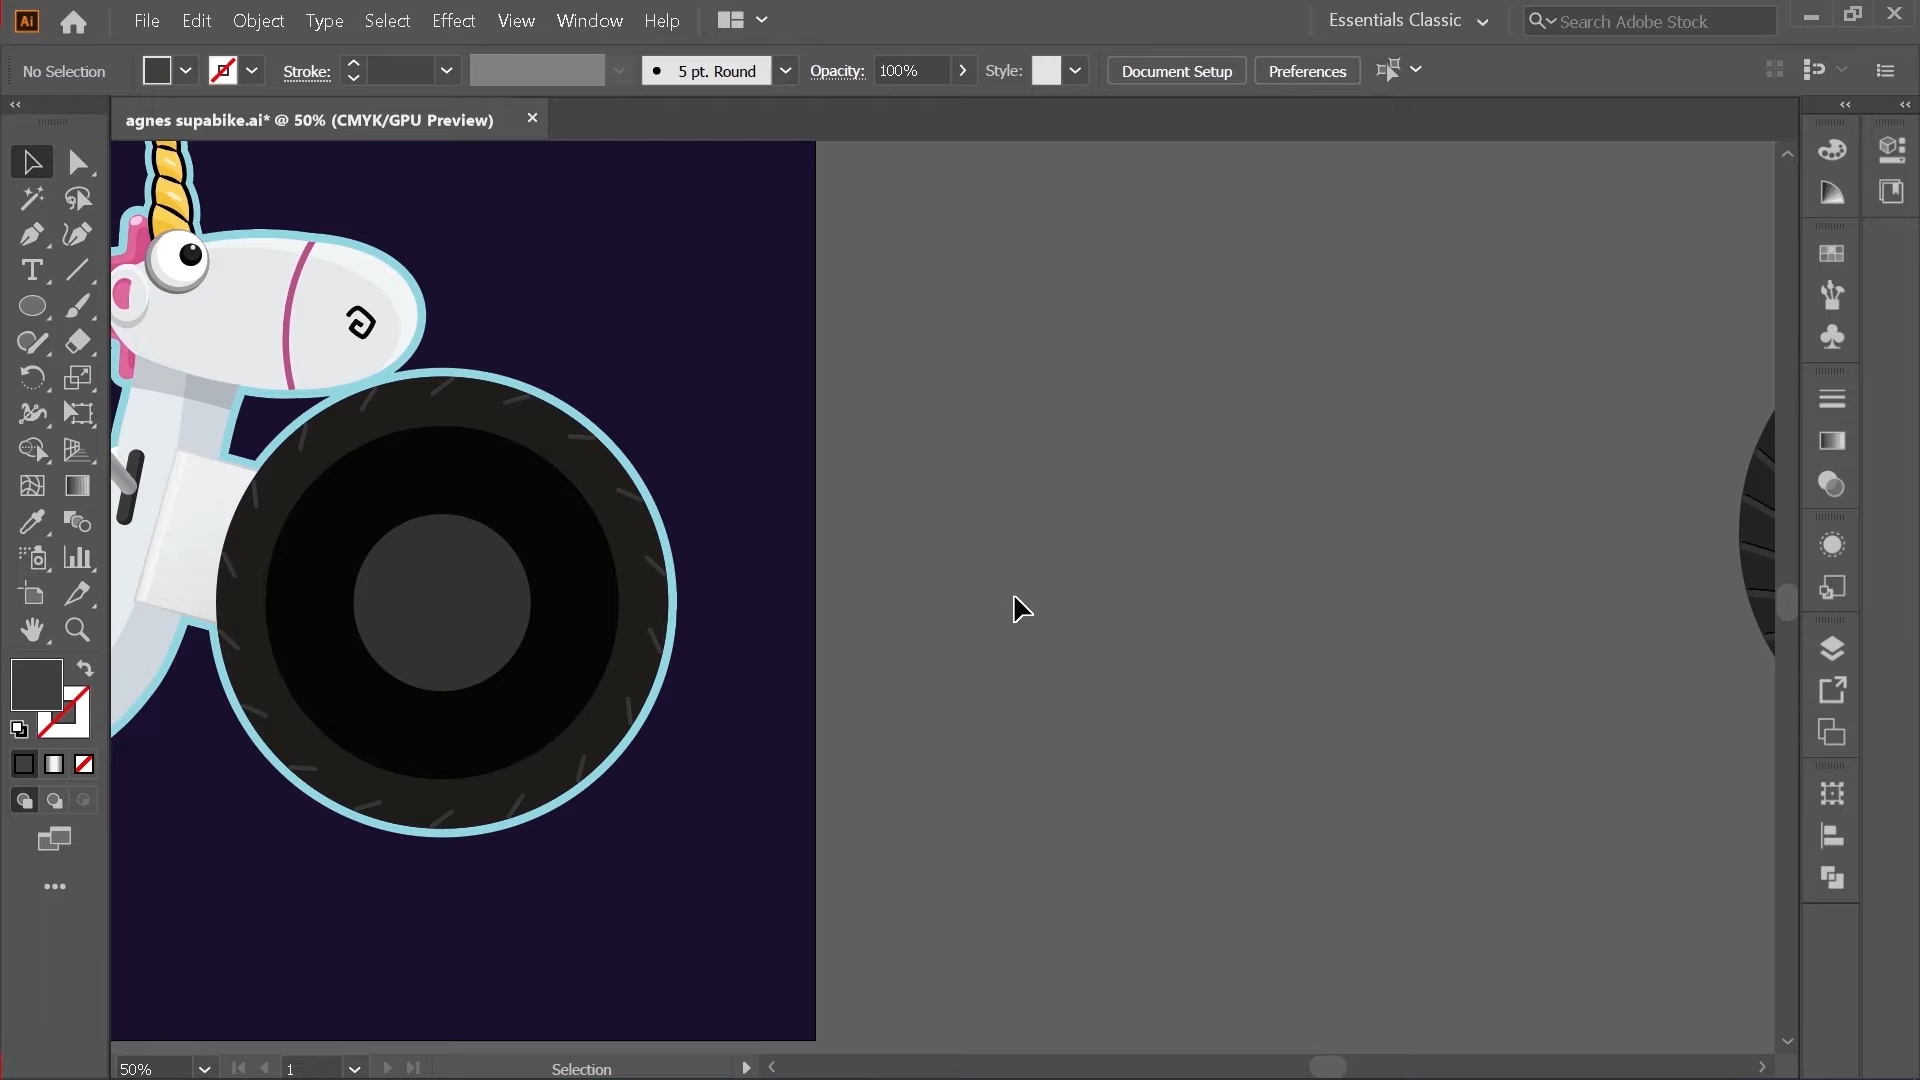 Ai File Edit Object Type Select Effect View Window Help Essentials Classic Search Adobe Stock
No Selection Stroke: 5 pt. Round Opacity: 100% Style: Document Setup Preferences
agnes supabike.ai* @ 50% (CMYK/GPU Preview)
50% 1 Selection